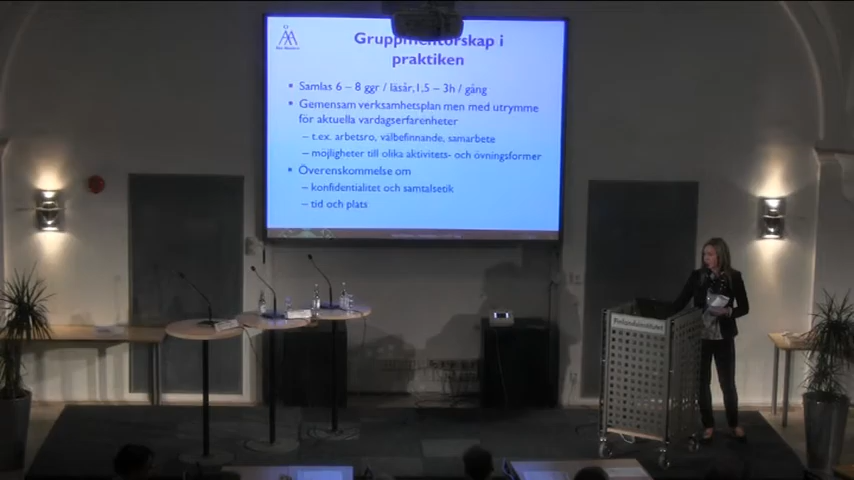 Gruppmentorskap i
praktiken
• Samlas 6 – 8 ggr / läsår, 1,5 – 3h / gång
• Gemensam verksamhetsplan men med utrymme
för aktuella vardagserfarenheter
– t.ex. arbetsro, välbefinnande, samarbete
– möjligheter till olika aktivitets- och övningsformer
• Överenskommelse om
– konfidentialitet och samtalsetik
– tid och plats
Finlandsinstitutet